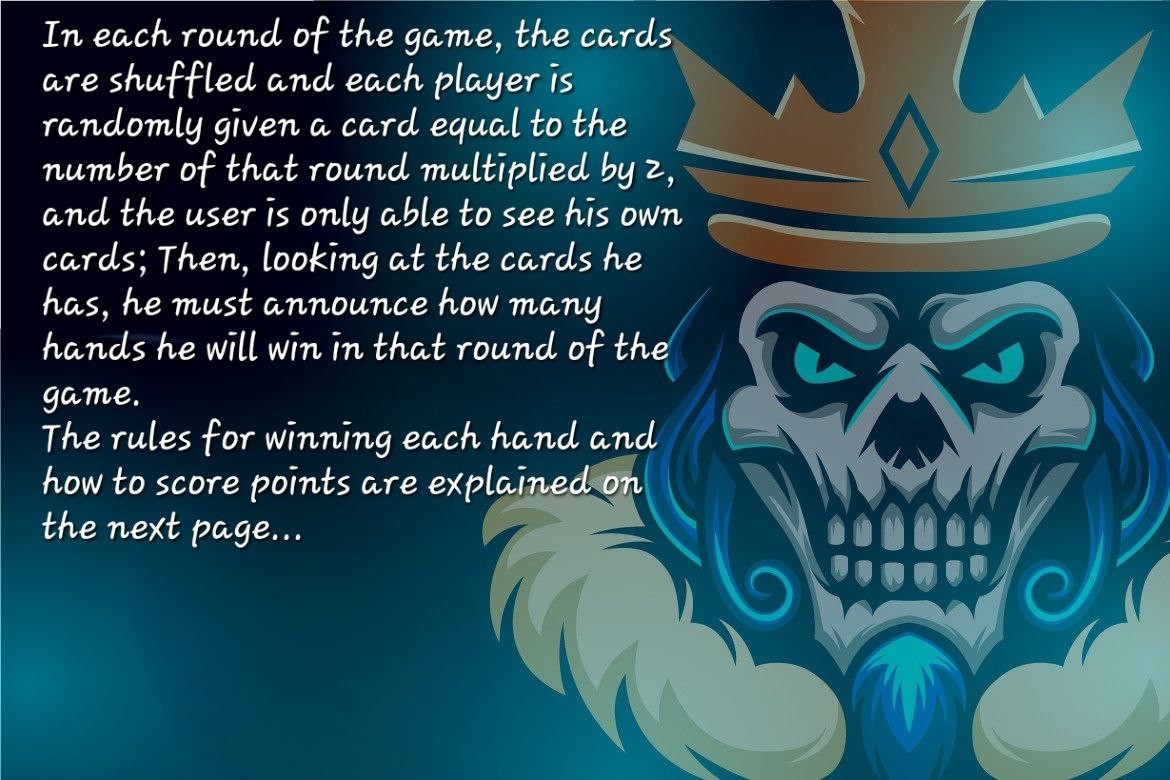 In each round of the game, the cards
are shuffled and each player is
randomly given a card equal to the
number of that round multiplied by 2,
and the user is only able to see his own
cards; Then, looking at the cards he
has, he must announce how many
hands he will win in that round of the
game.
The rules for winning each hand and
how to score points are explained on
the next page...